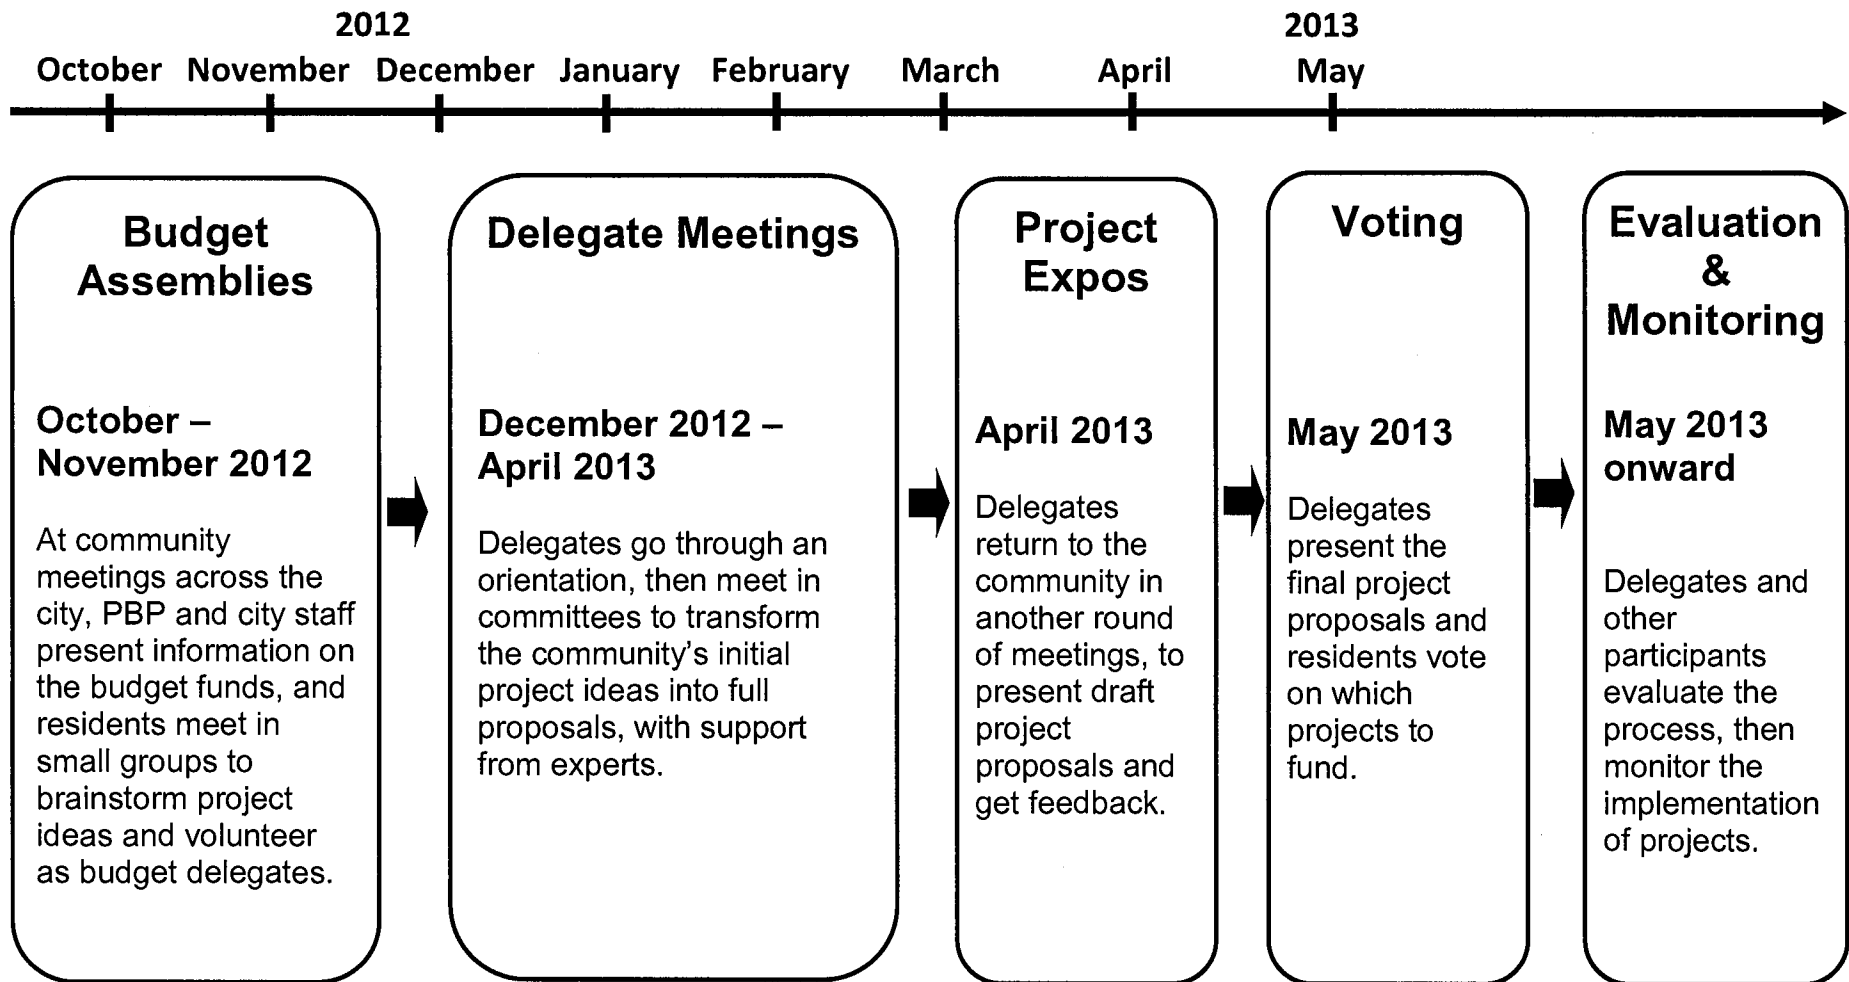 2012
2013
October November December January February March April May
Budget
Assemblies
October –
November 2012
At community
meetings across the
city, PBP and city staff
present information on
the budget funds, and
residents meet in
small groups to
brainstorm project
ideas and volunteer
as budget delegates.
Delegate Meetings
December 2012 –
April 2013
Delegates go through an
orientation, then meet in
committees to transform
the community's initial
project ideas into full
proposals, with support
from experts.
Project
Expos
April 2013
Delegates
return to the
community in
another round
of meetings, to
present draft
project
proposals and
get feedback.
Voting
May 2013
Delegates
present the
final project
proposals and
residents vote
on which
projects to
fund.
Evaluation
&
Monitoring
May 2013
onward
Delegates and
other
participants
evaluate the
process, then
monitor the
implementation
of projects.